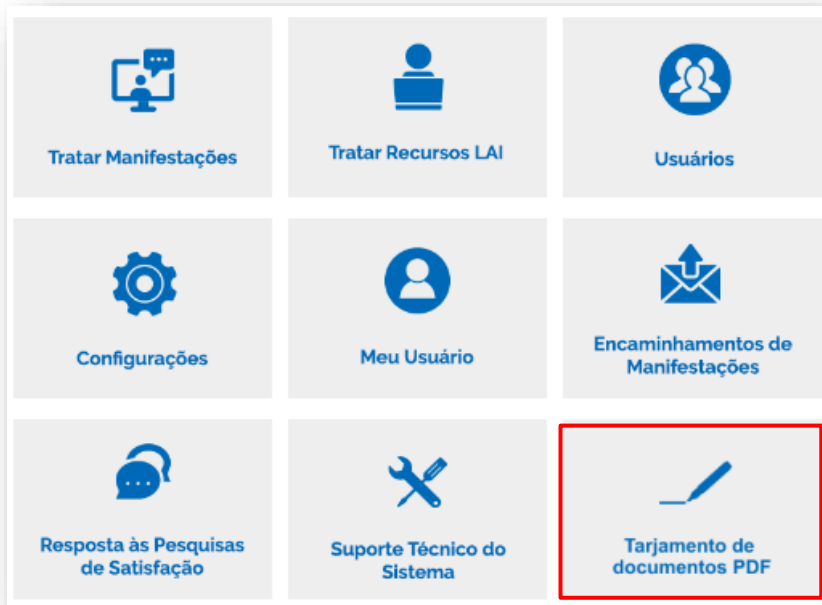 Tratar Manifestações
Tratar Recursos LAI
Usuários
Configurações
Meu Usuário
Encaminhamentos de
Manifestações
Resposta às Pesquisas
de Satisfação
Suporte Técnico do
Sistema
Tarjamento de
documentos PDF